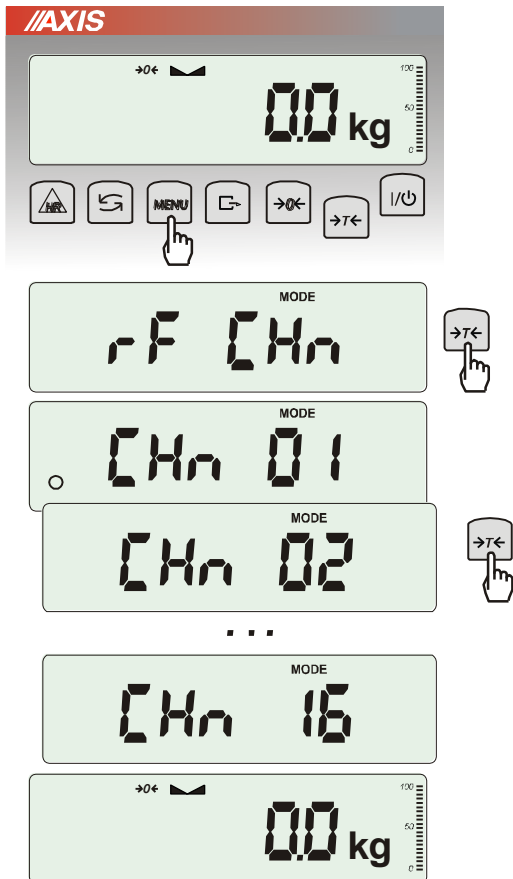 //AXIS
→0← 100
50
0.0 kg
0
HR MENU →0← →T← I/⏻
MODE
rF CHn
→T←
MODE
CHn 01
MODE
CHn 02
→T←
...
MODE
CHn 16
→0← 100
50
0.0 kg
0